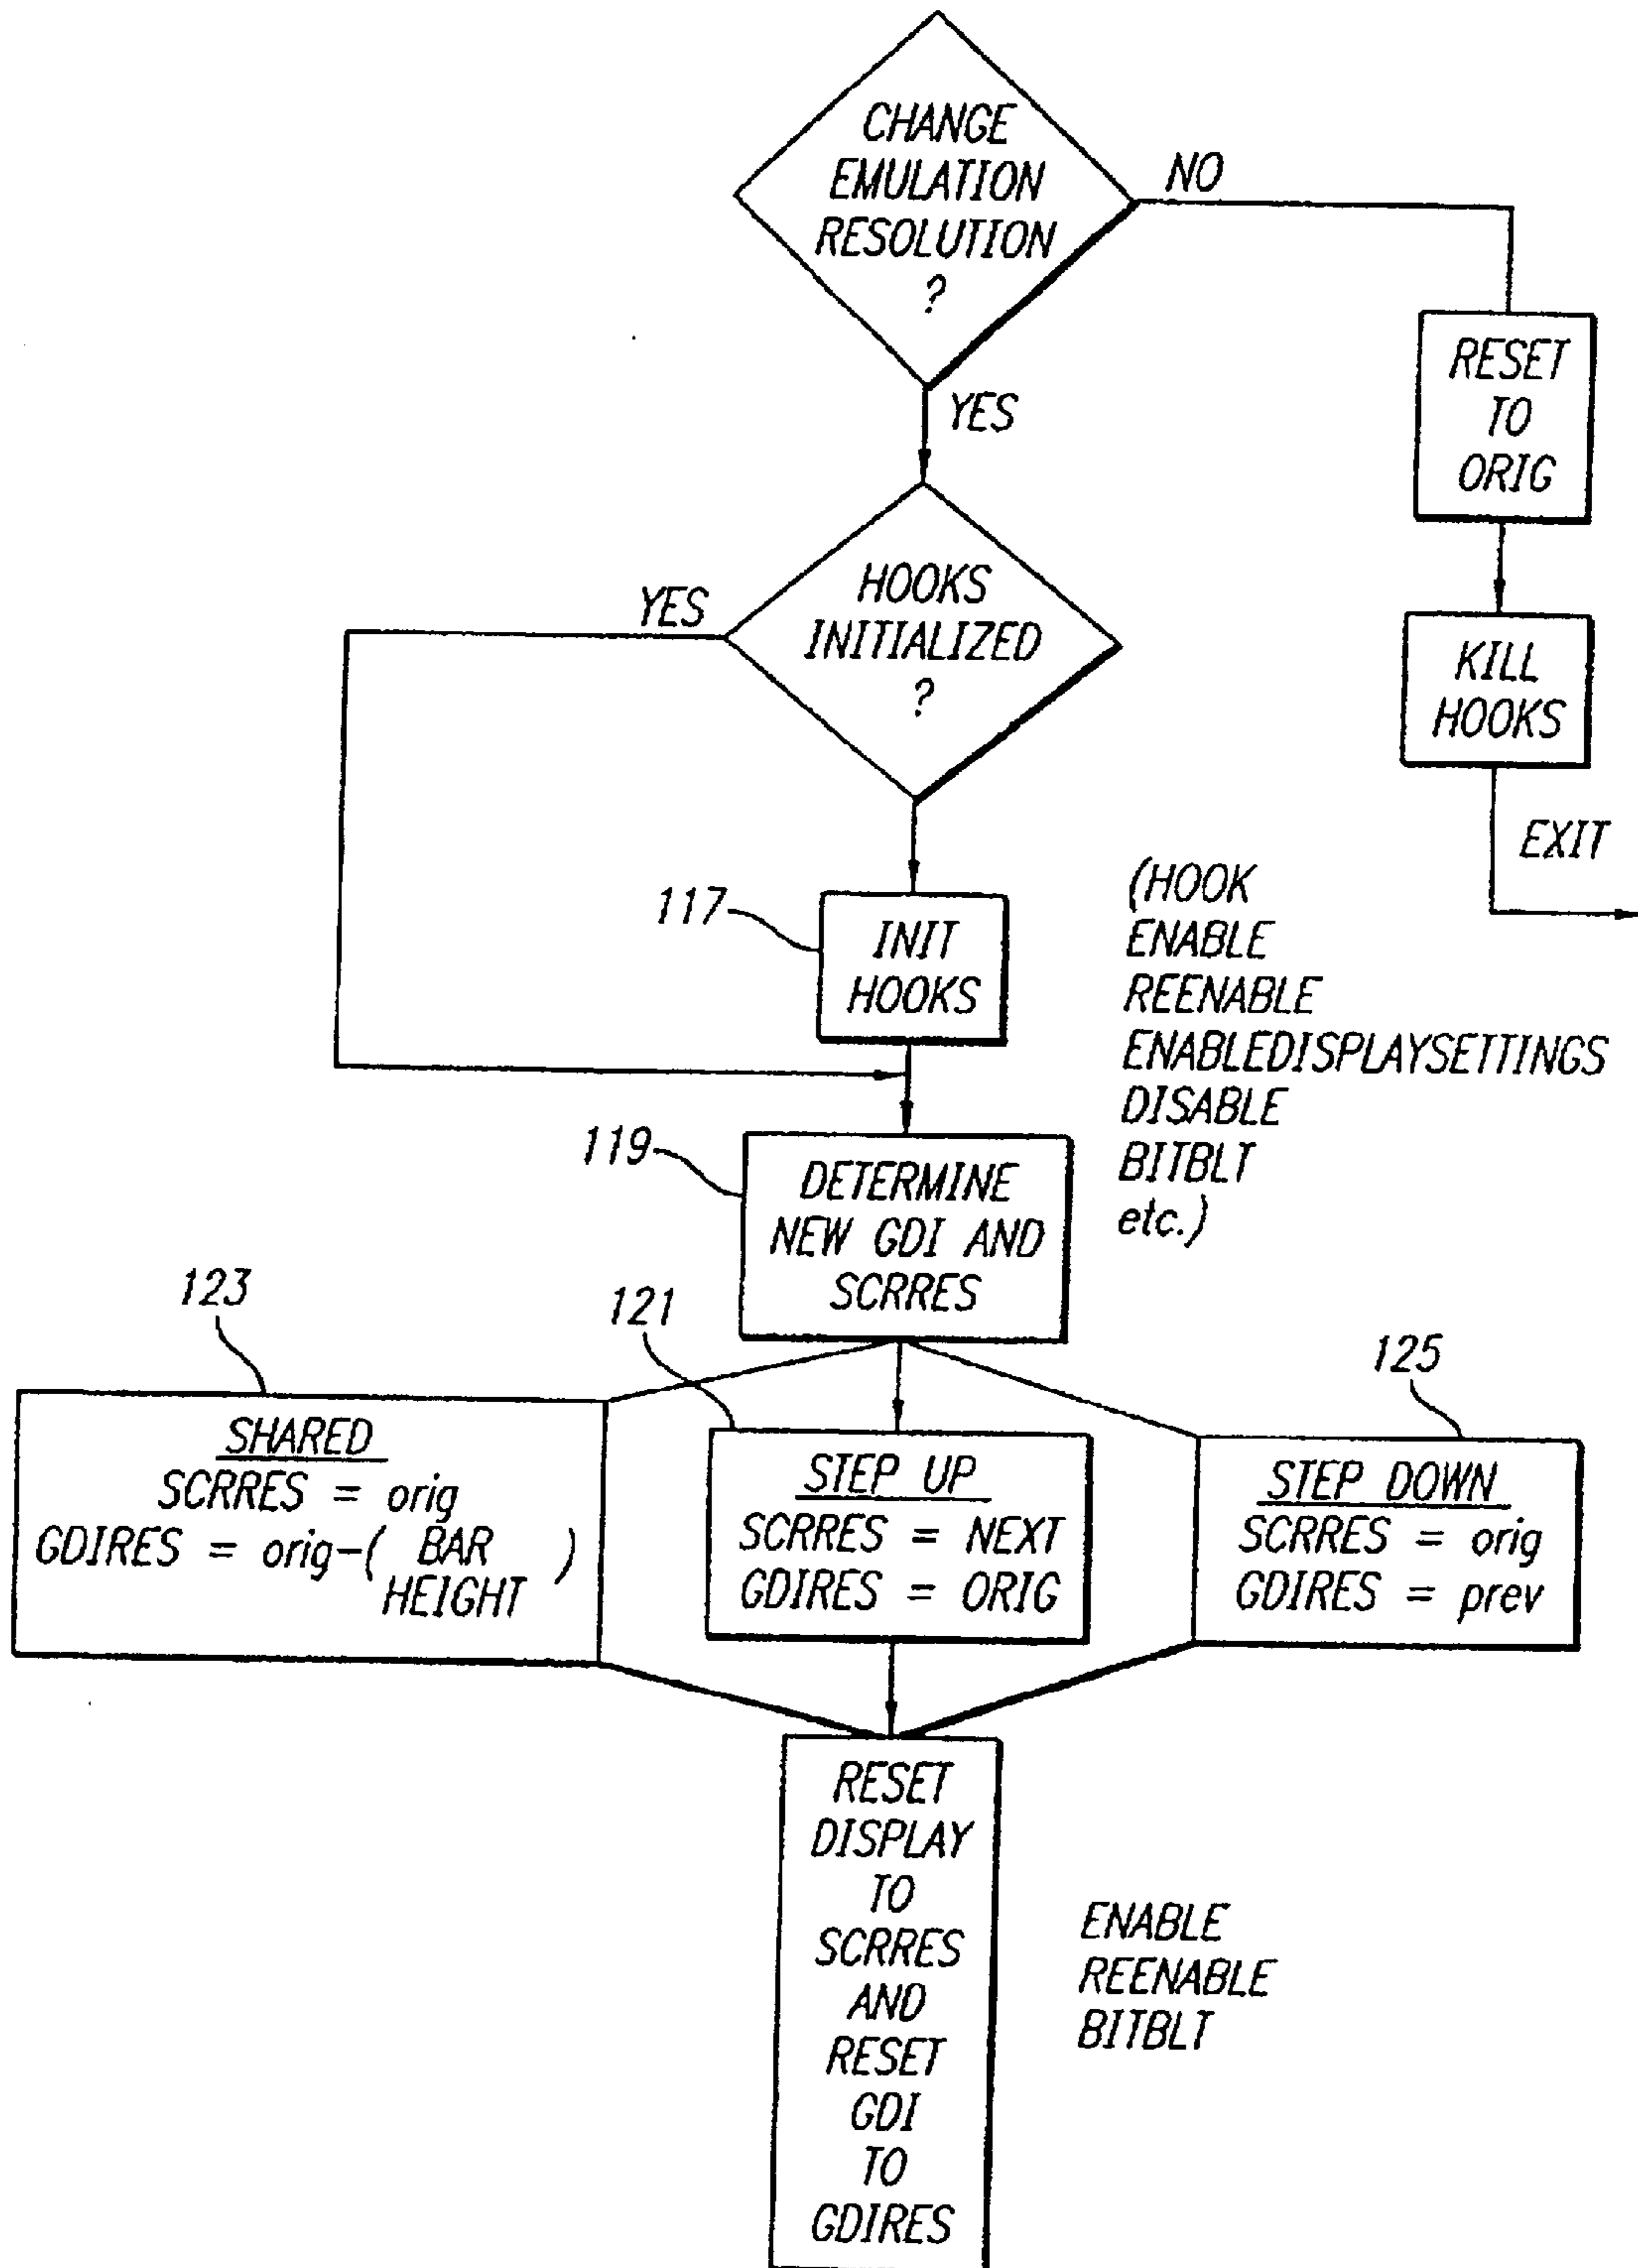 CHANGE
EMULATION
RESOLUTION
?
NO
YES
RESET
TO
ORIG
KILL
HOOKS
EXIT
HOOKS
INITIALIZED
?
YES
117
INIT
HOOKS
(HOOK
ENABLE
REENABLE
ENABLEDISPLAYSETTINGS
DISABLE
BITBLT
etc.)
119
DETERMINE
NEW GDI AND
SCRRES
123
SHARED
SCRRES = orig
GDIRES = orig-( BAR )
HEIGHT
121
STEP UP
SCRRES = NEXT
GDIRES = ORIG
125
STEP DOWN
SCRRES = orig
GDIRES = prev
RESET
DISPLAY
TO
SCRRES
AND
RESET
GDI
TO
GDIRES
ENABLE
REENABLE
BITBLT